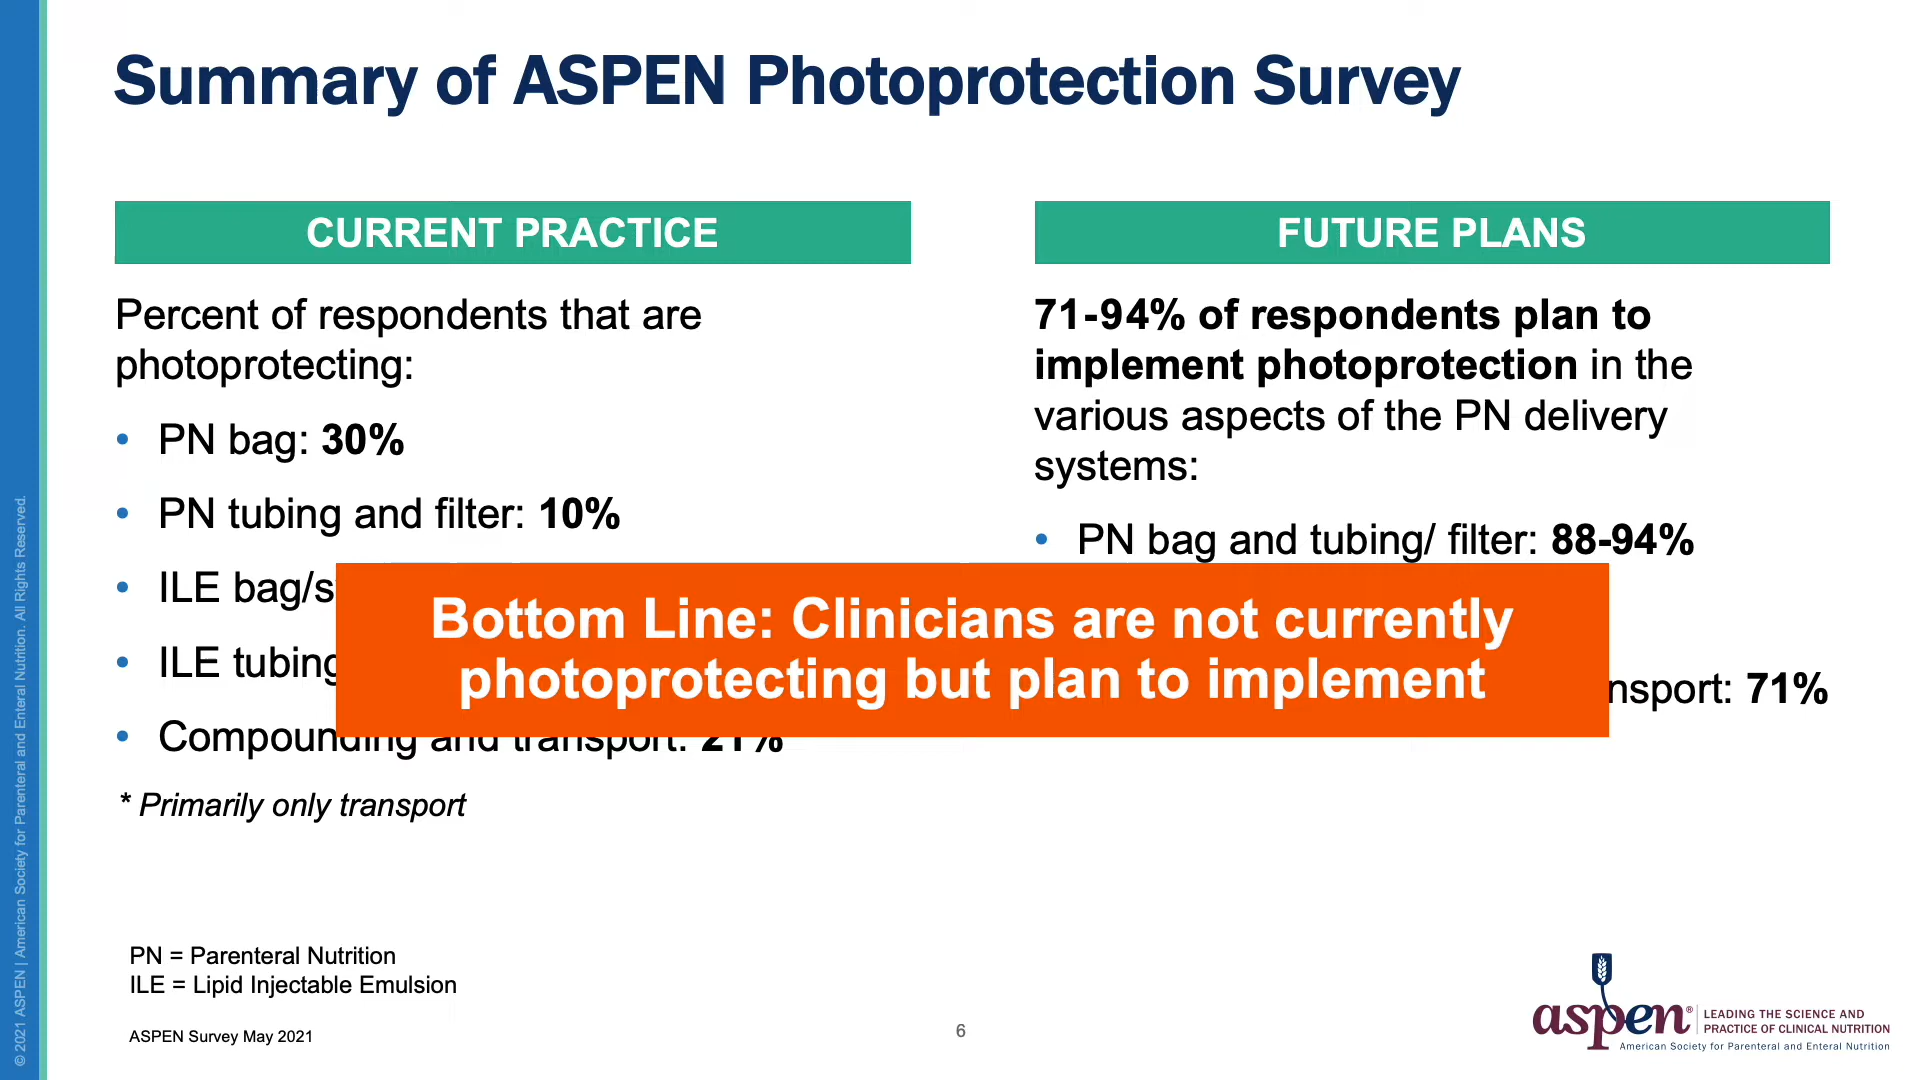 Summary of ASPEN Photoprotection Survey
CURRENT PRACTICE
Percent of respondents that are
photoprotecting:
• PN bag: 30%
• PN tubing and filter: 10%
• ILE bag/s
• ILE tubing
• Compounding and transport: 21%
* Primarily only transport
FUTURE PLANS
71-94% of respondents plan to
implement photoprotection in the
various aspects of the PN delivery
systems:
• PN bag and tubing/ filter: 88-94%
nsport: 71%
Bottom Line: Clinicians are not currently
photoprotecting but plan to implement
PN = Parenteral Nutrition
ILE = Lipid Injectable Emulsion
ASPEN Survey May 2021
6
aspen®
LEADING THE SCIENCE AND
PRACTICE OF CLINICAL NUTRITION
American Society for Parenteral and Enteral Nutrition
© 2021 ASPEN | American Society for Parenteral and Enteral Nutrition. All Rights Reserved.